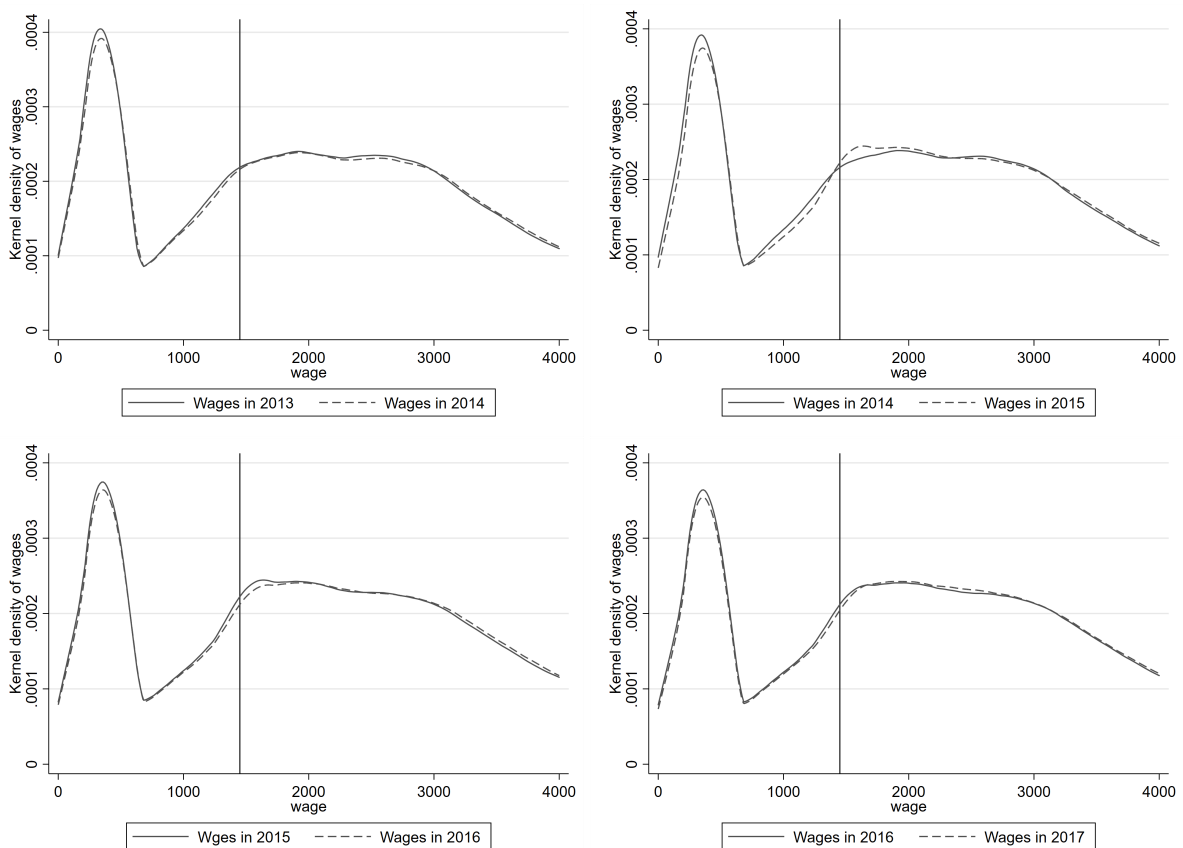 Kernel density of wages
0 .0001 .0002 .0003 .0004
0 1000 2000 3000 4000
wage
Wages in 2013 Wages in 2014
Kernel density of wages
0 .0001 .0002 .0003 .0004
0 1000 2000 3000 4000
wage
Wages in 2014 Wages in 2015
Kernel density of wages
0 .0001 .0002 .0003 .0004
0 1000 2000 3000 4000
wage
Wges in 2015 Wages in 2016
Kernel density of wages
0 .0001 .0002 .0003 .0004
0 1000 2000 3000 4000
wage
Wages in 2016 Wages in 2017